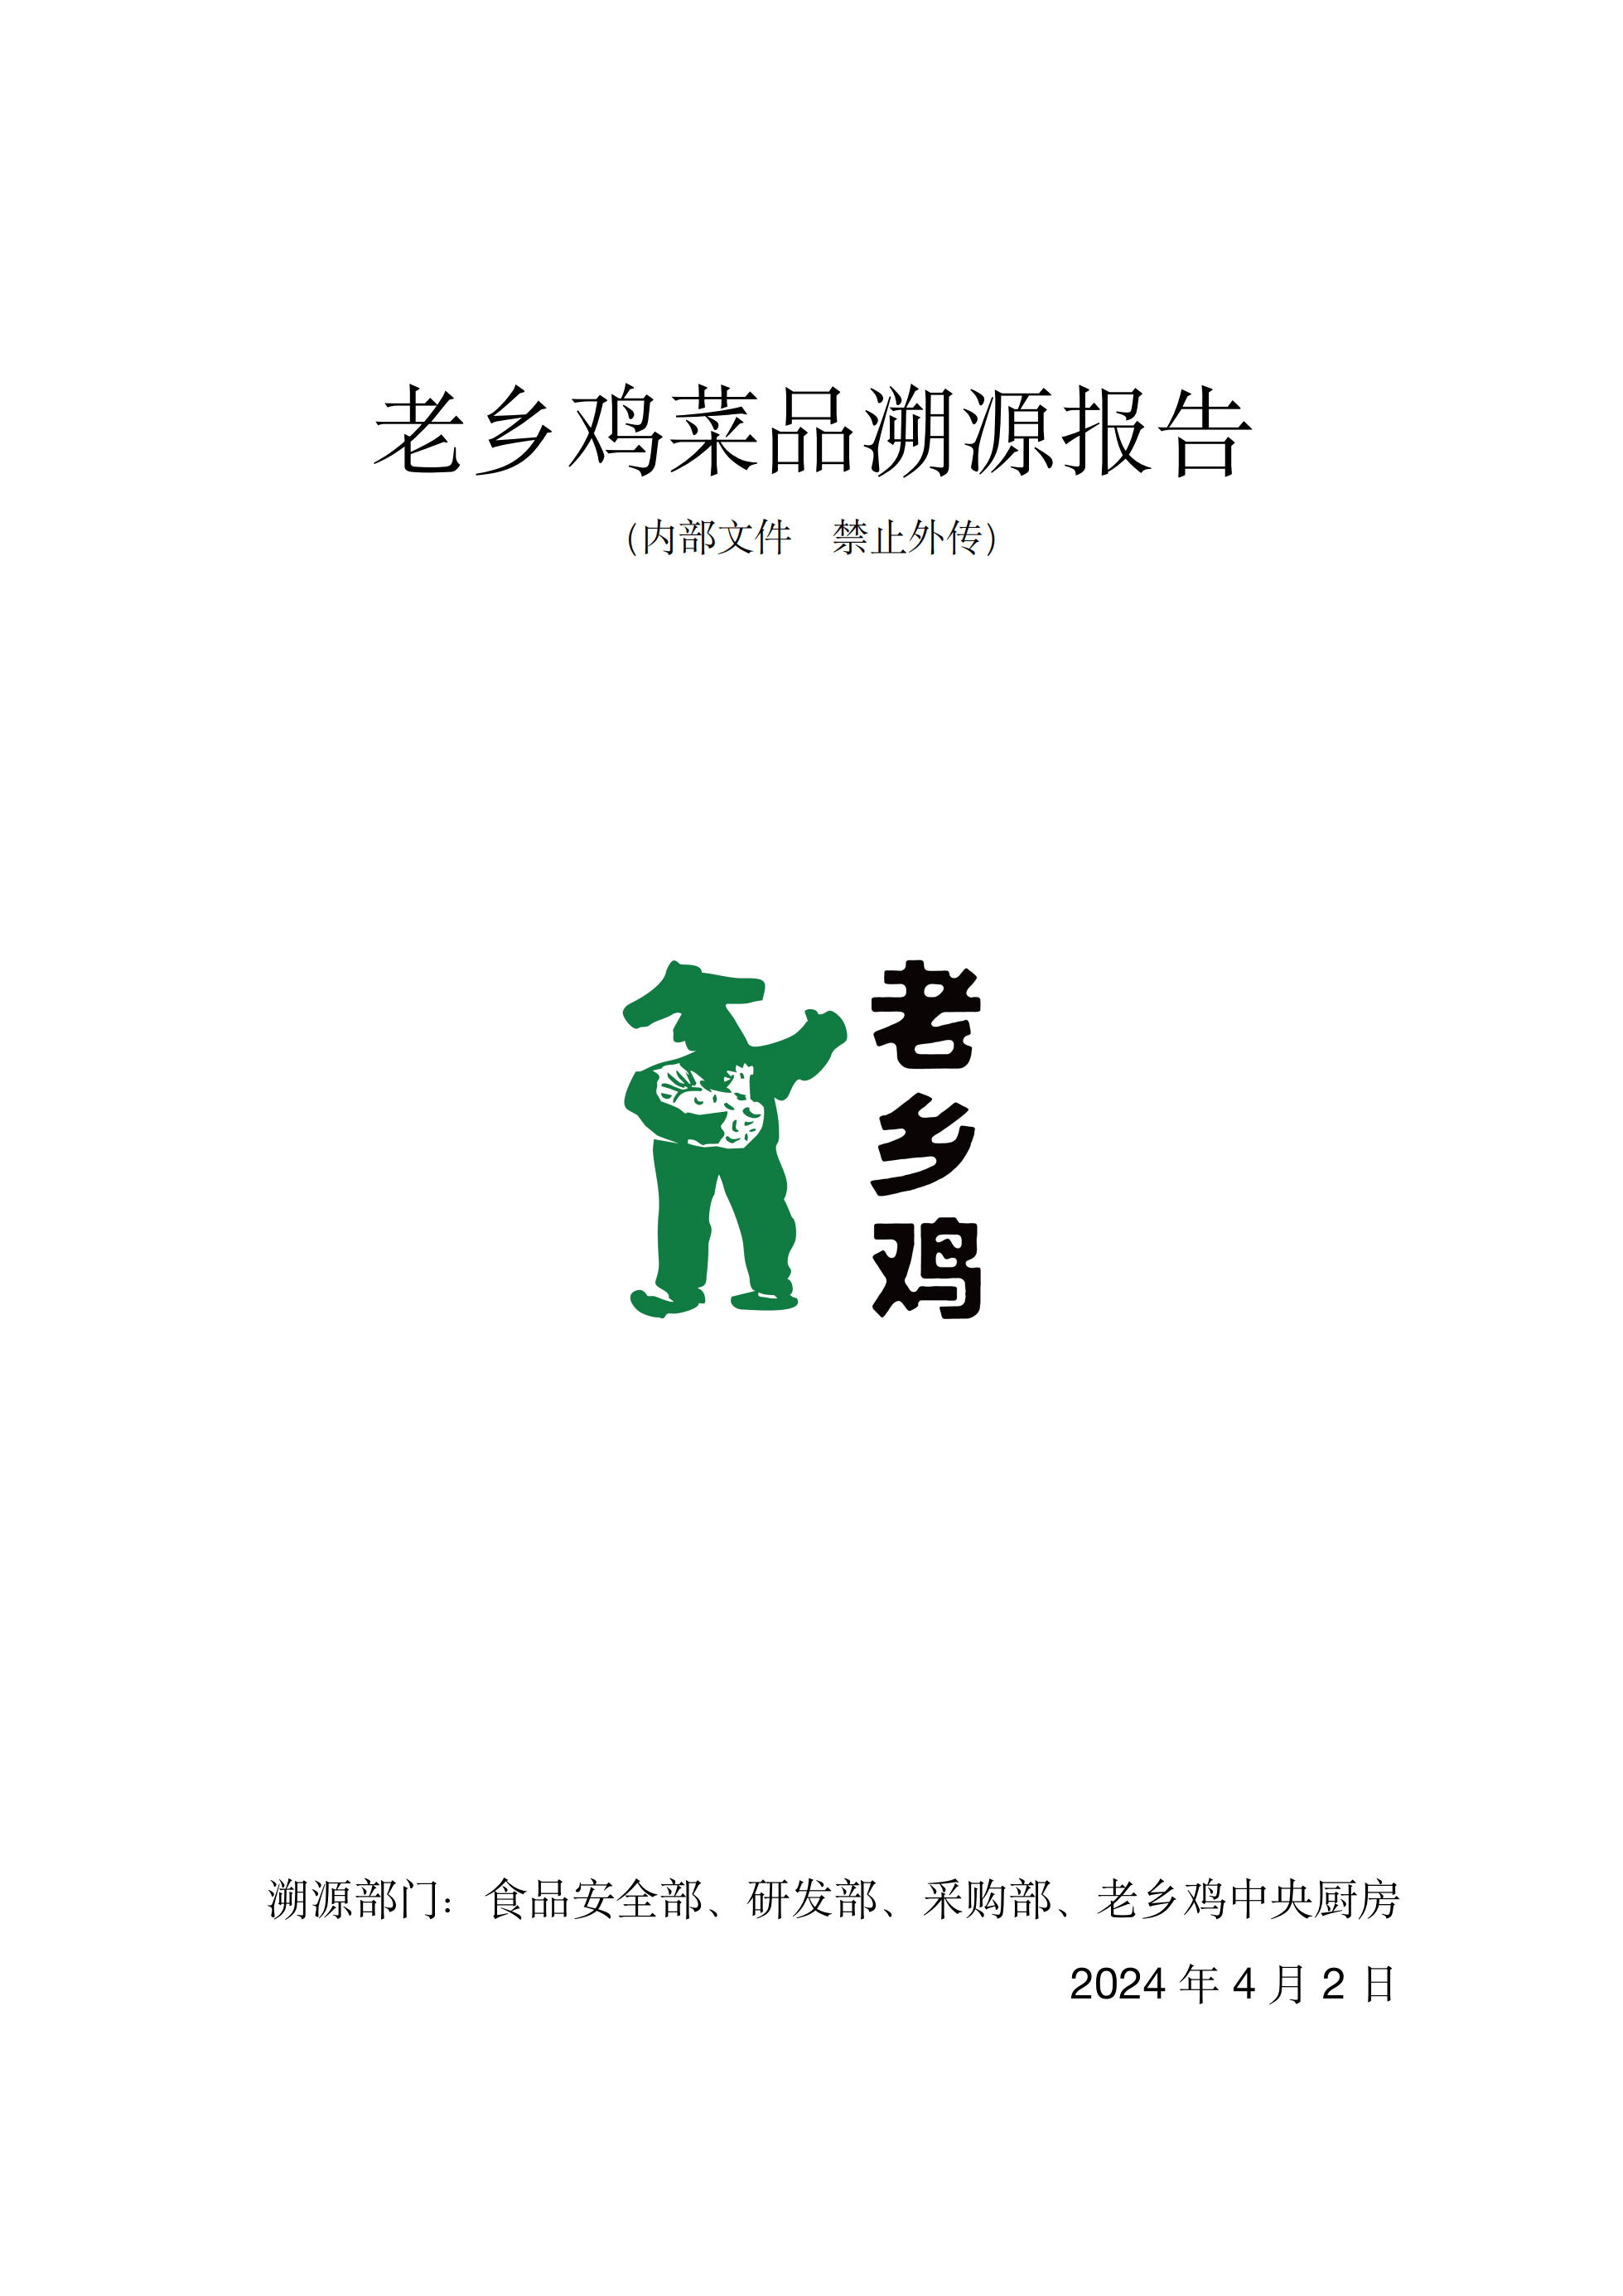 老乡鸡菜品溯源报告
（内部文件　禁止外传）
老乡鸡
溯源部门：食品安全部、研发部、采购部、老乡鸡中央厨房
2024 年 4 月 2 日